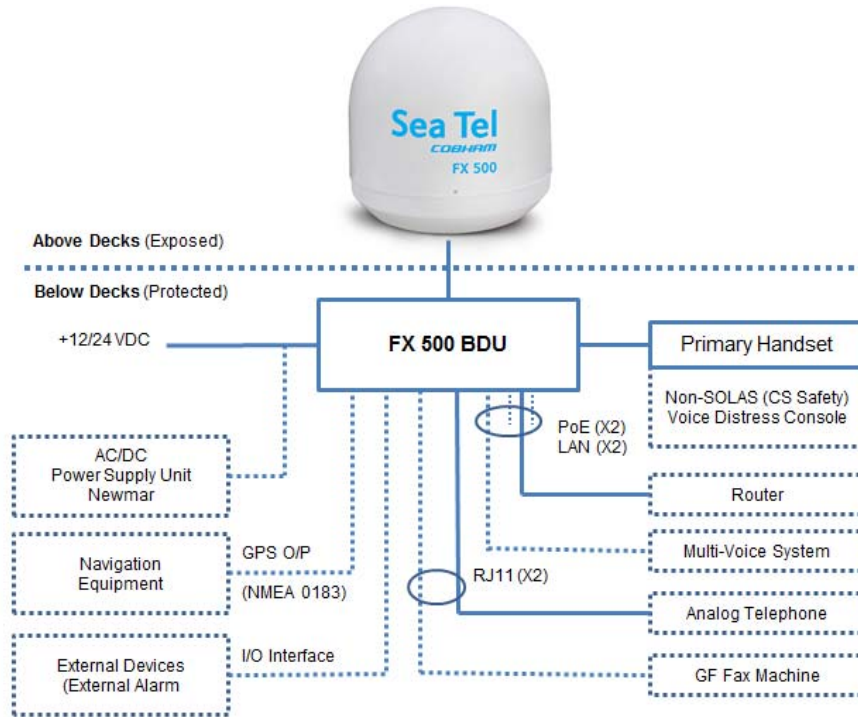 Sea Tel
COBHAM
FX 500
Above Decks (Exposed)
Below Decks (Protected)
+12/24 VDC
FX 500 BDU
Primary Handset
Non-SOLAS (CS Safety)
Voice Distress Console
PoE (X2)
LAN (X2)
AC/DC
Power Supply Unit
Newmar
Router
Navigation
Equipment
GPS O/P
(NMEA 0183)
Multi-Voice System
RJ11 (X2)
Analog Telephone
External Devices
(External Alarm
I/O Interface
GF Fax Machine